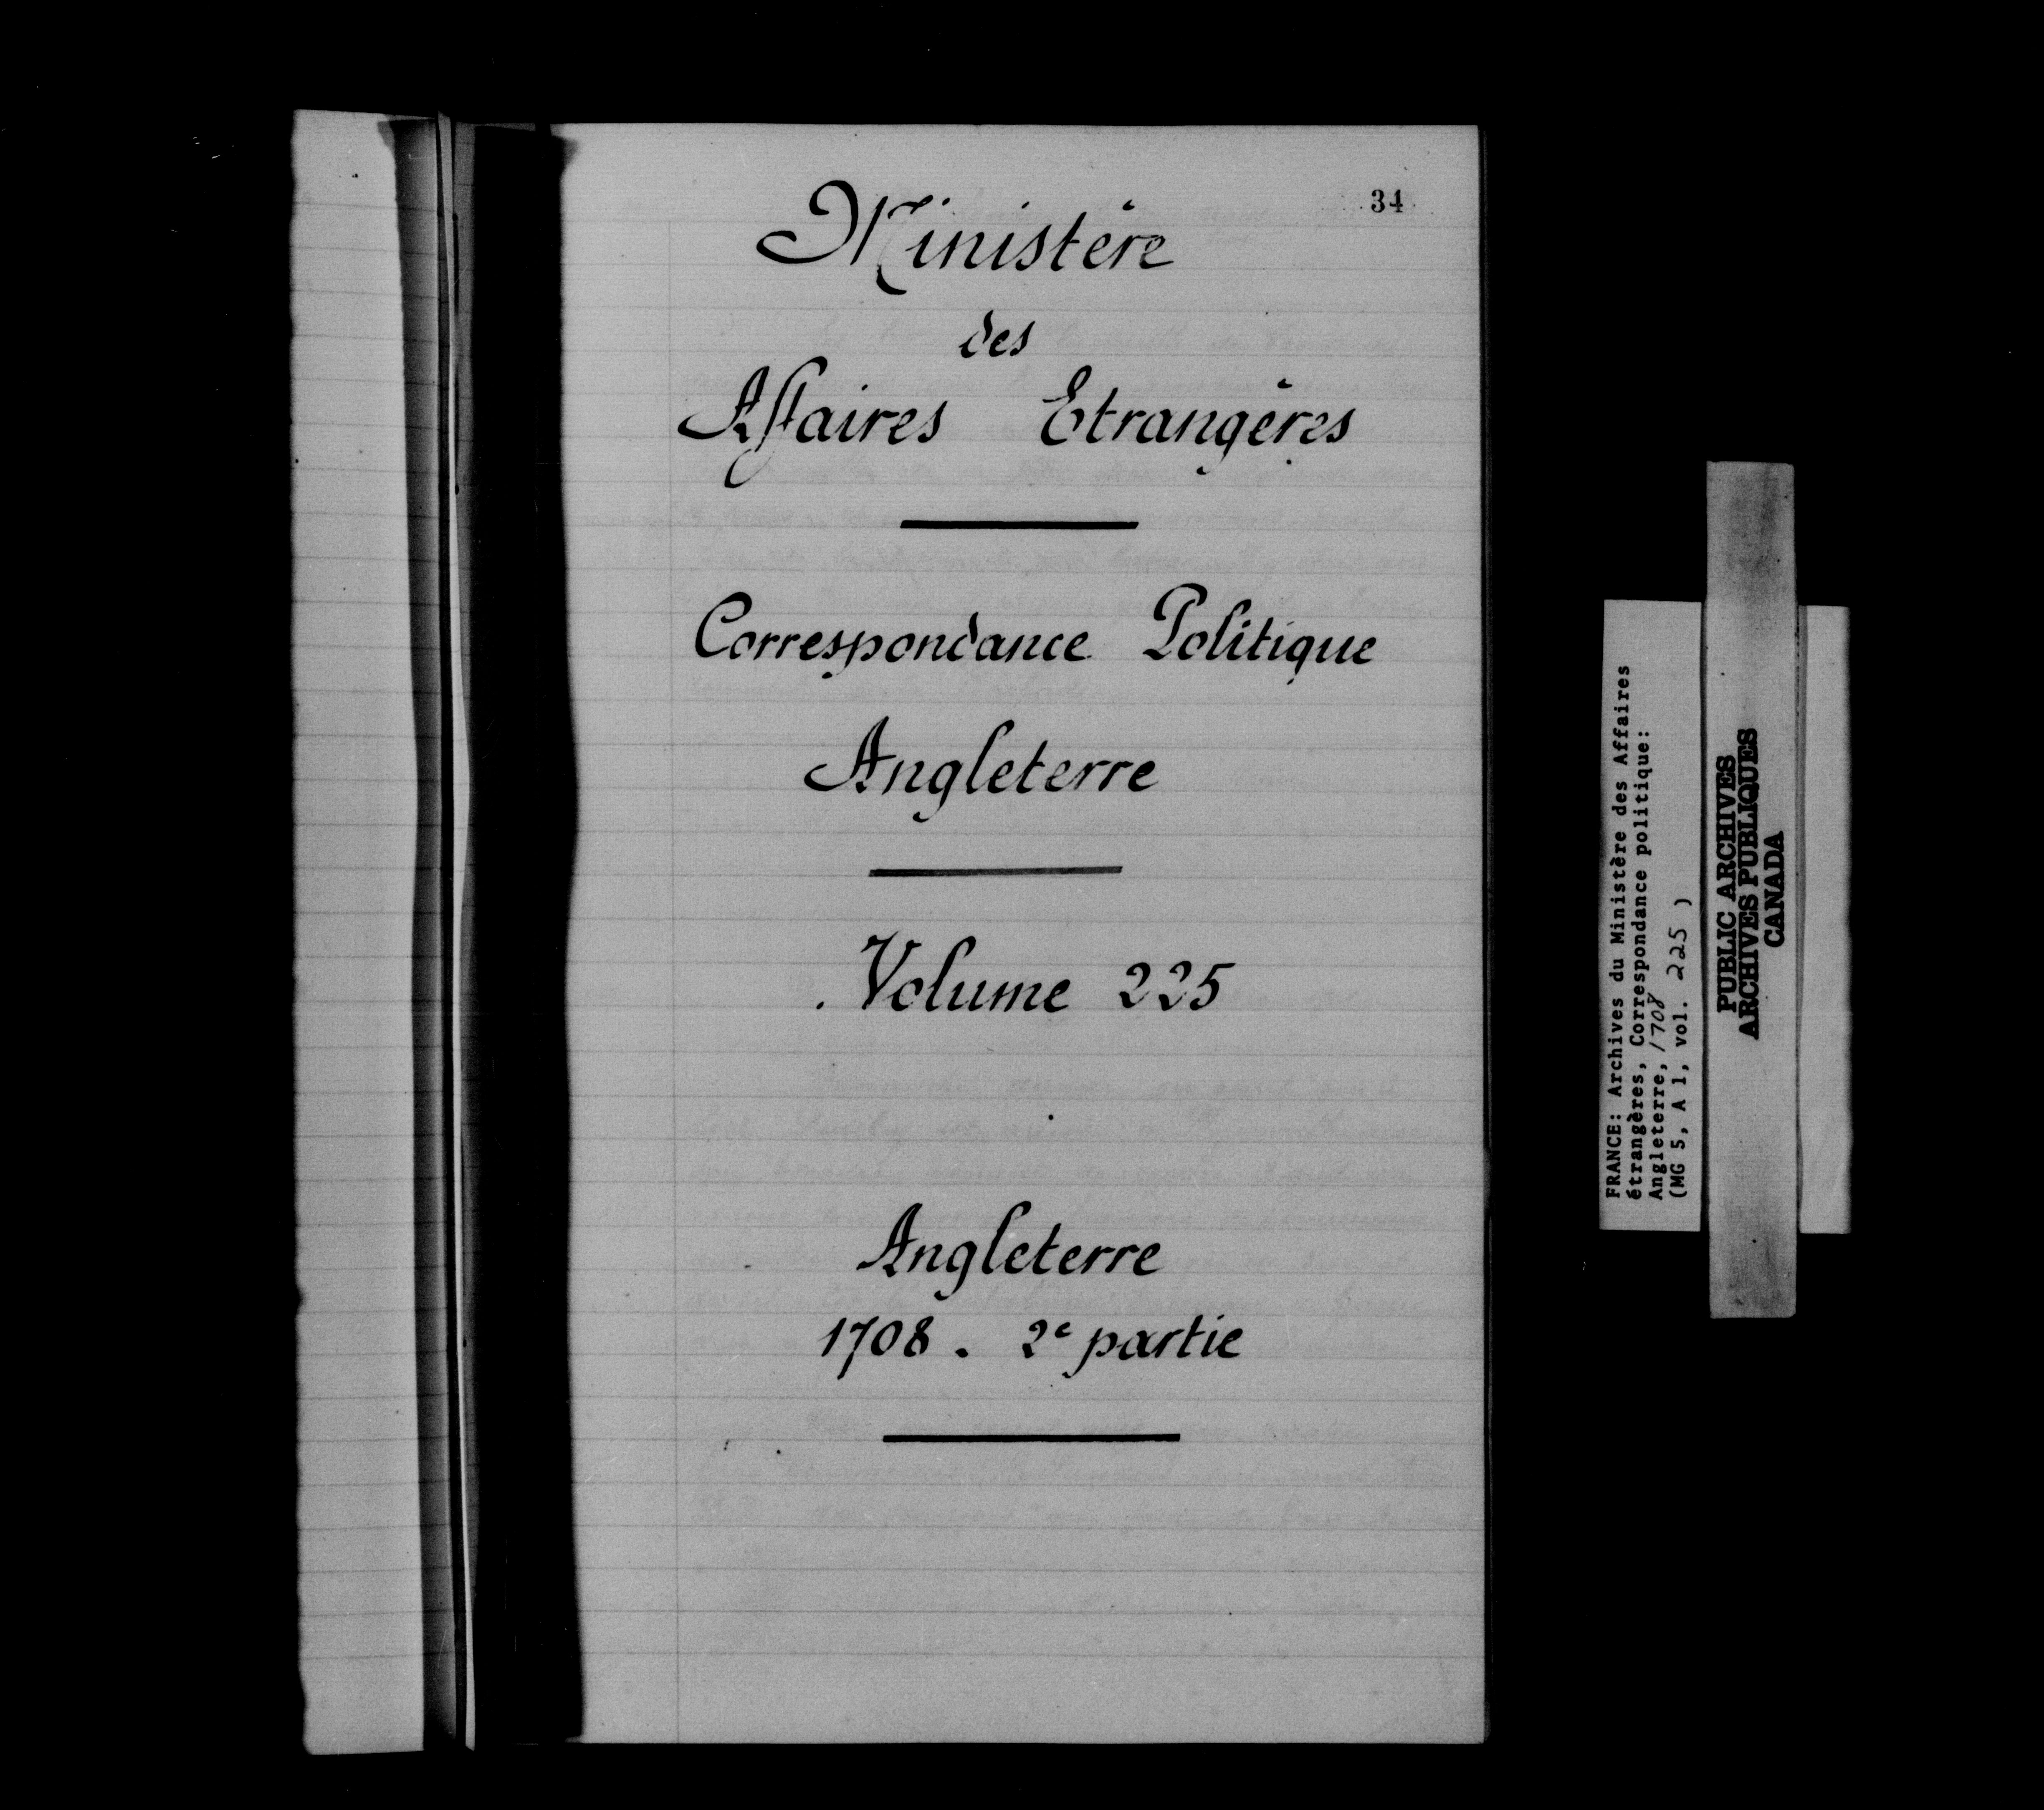 34
Ministère
des
Affaires Etrangères
Correspondance Politique
Angleterre
. Volume 225
Angleterre
1708. 2e partie
FRANCE: Archives du Ministère des Affaires
étrangères, Correspondance politique:
Angleterre, 1708
(MG 5, A 1, vol. 225 )
PUBLIC ARCHIVES
ARCHIVES PUBLIQUES
CANADA